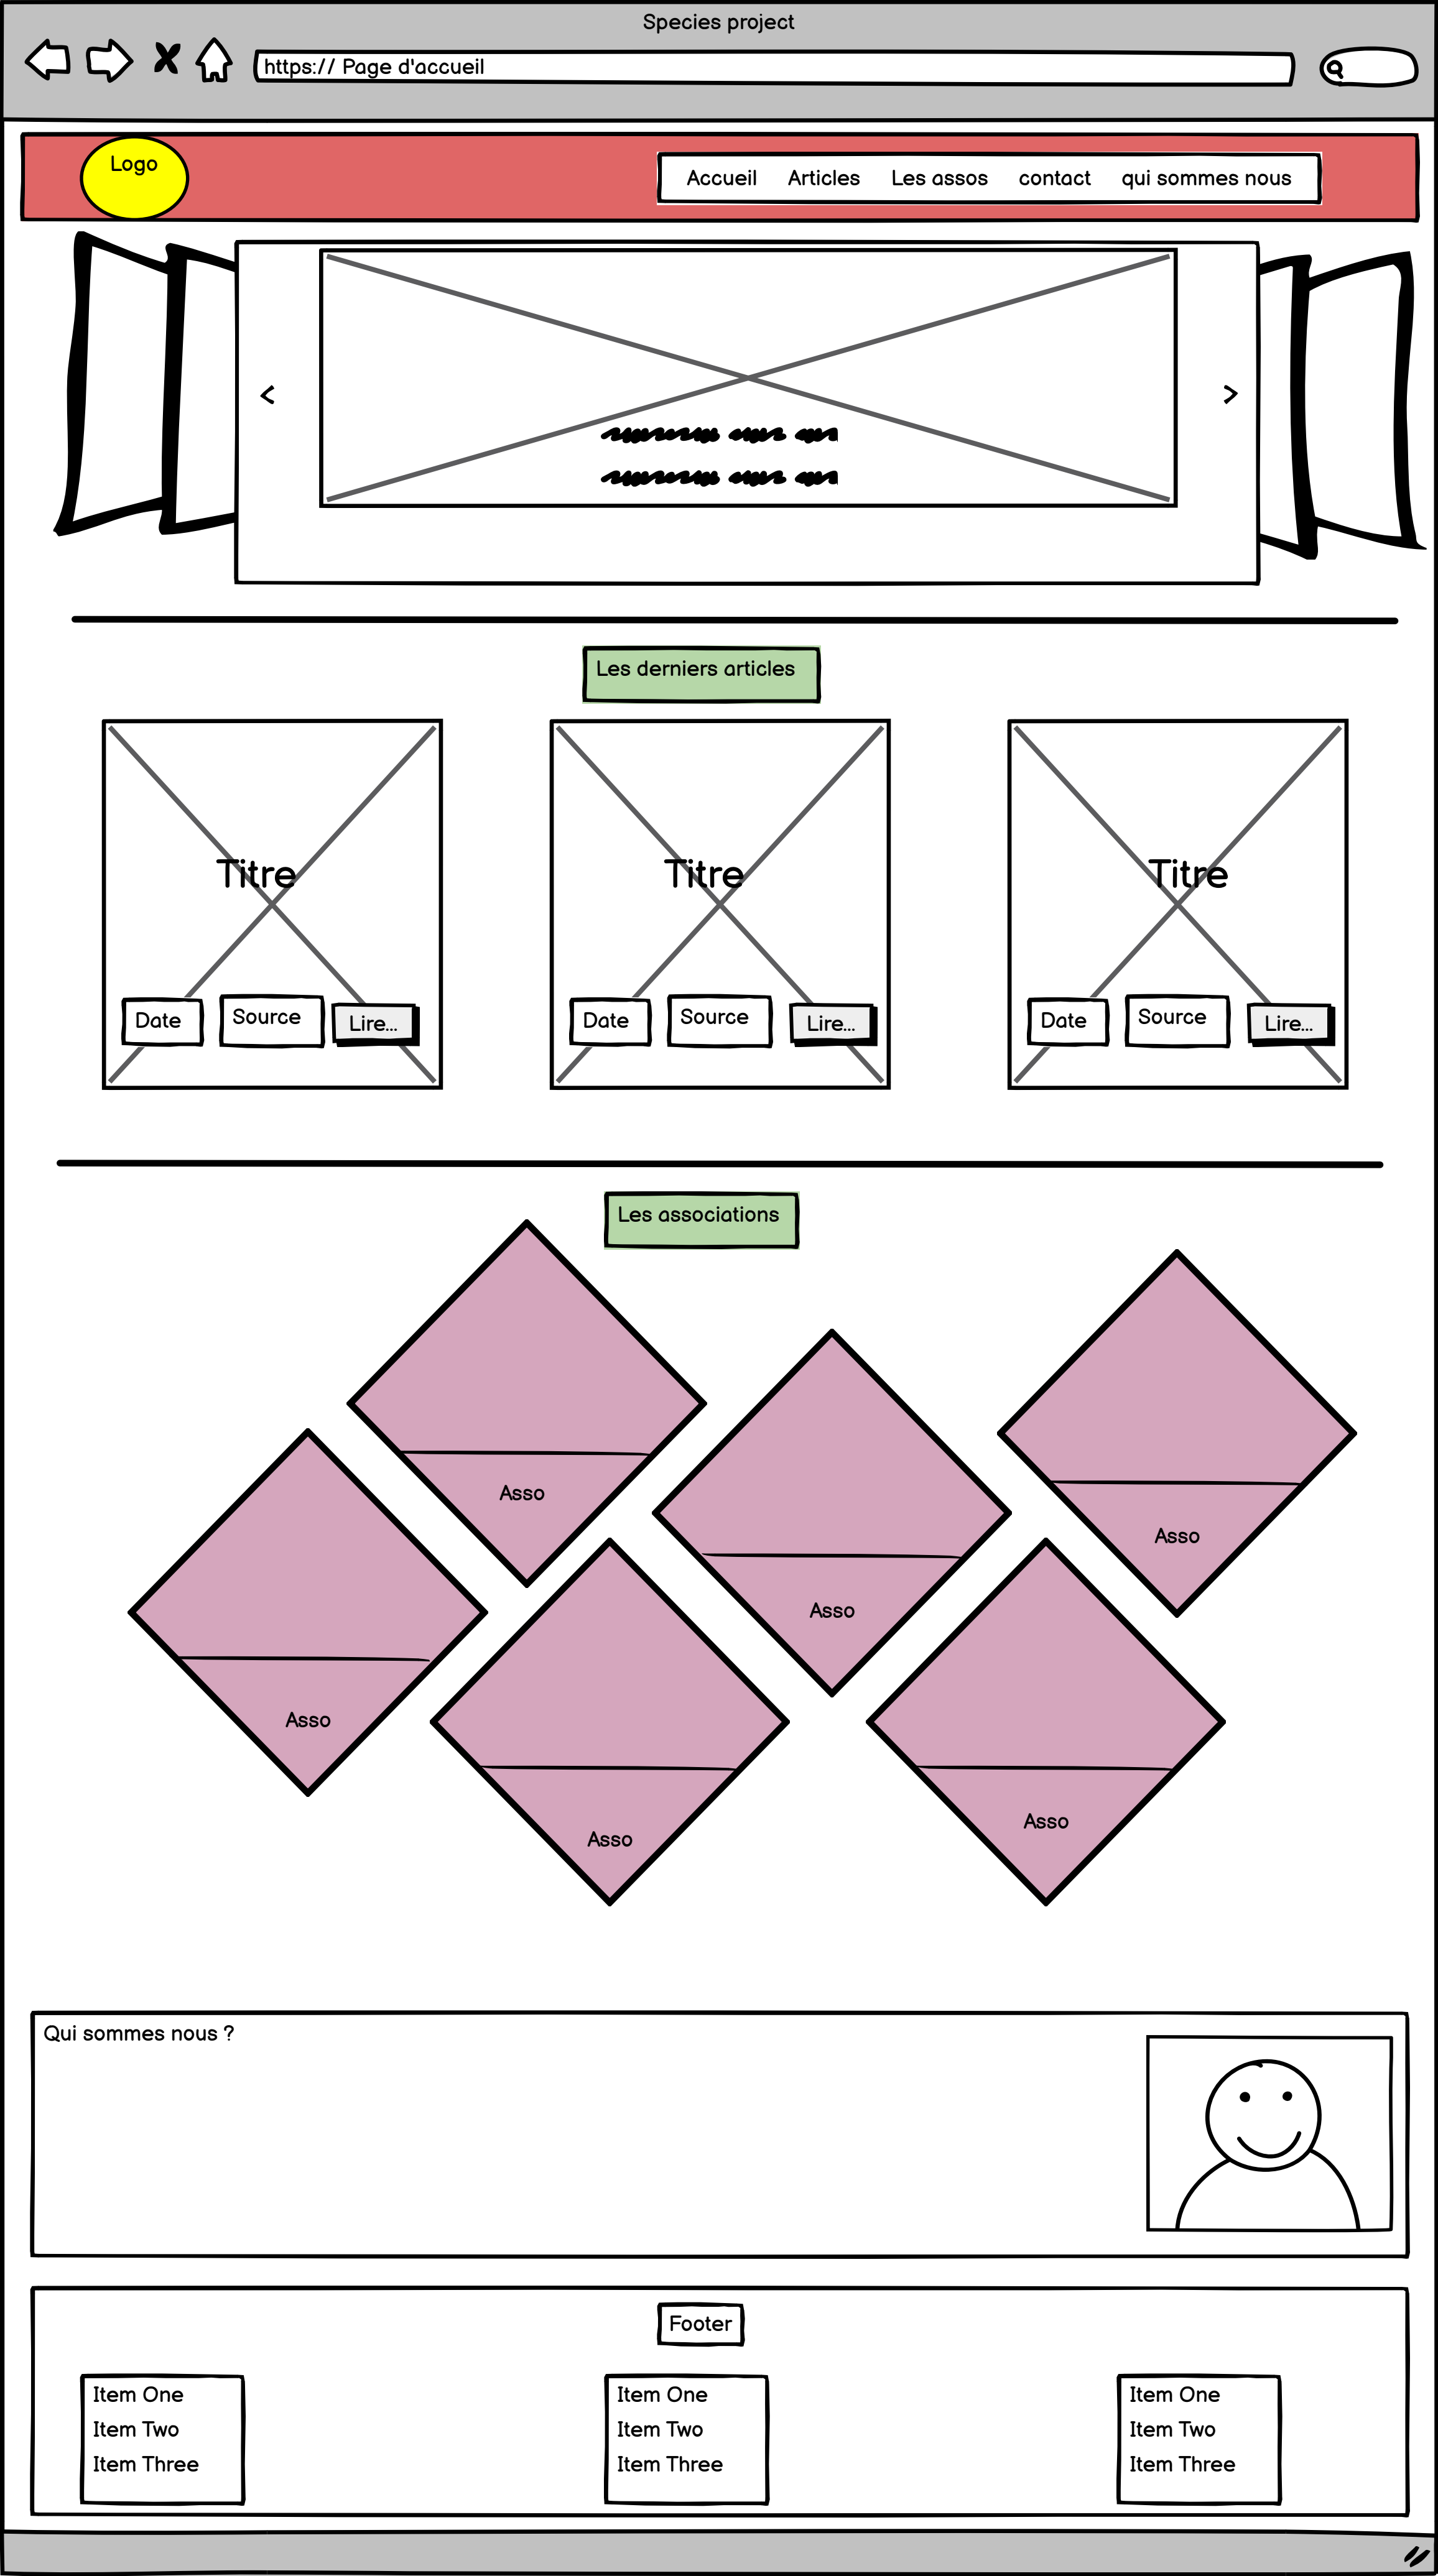 Species project
https:// Page d'accueil
Logo
Accueil Articles Les assos contact qui sommes nous
<
>
Les derniers articles
Titre Titre Titre
Date Source Lire... Date Source Lire... Date Source Lire...
Les associations
Asso
Asso
Asso
Asso
Asso
Asso
Qui sommes nous ?
Footer
Item One Item One Item One
Item Two Item Two Item Two
Item Three Item Three Item Three